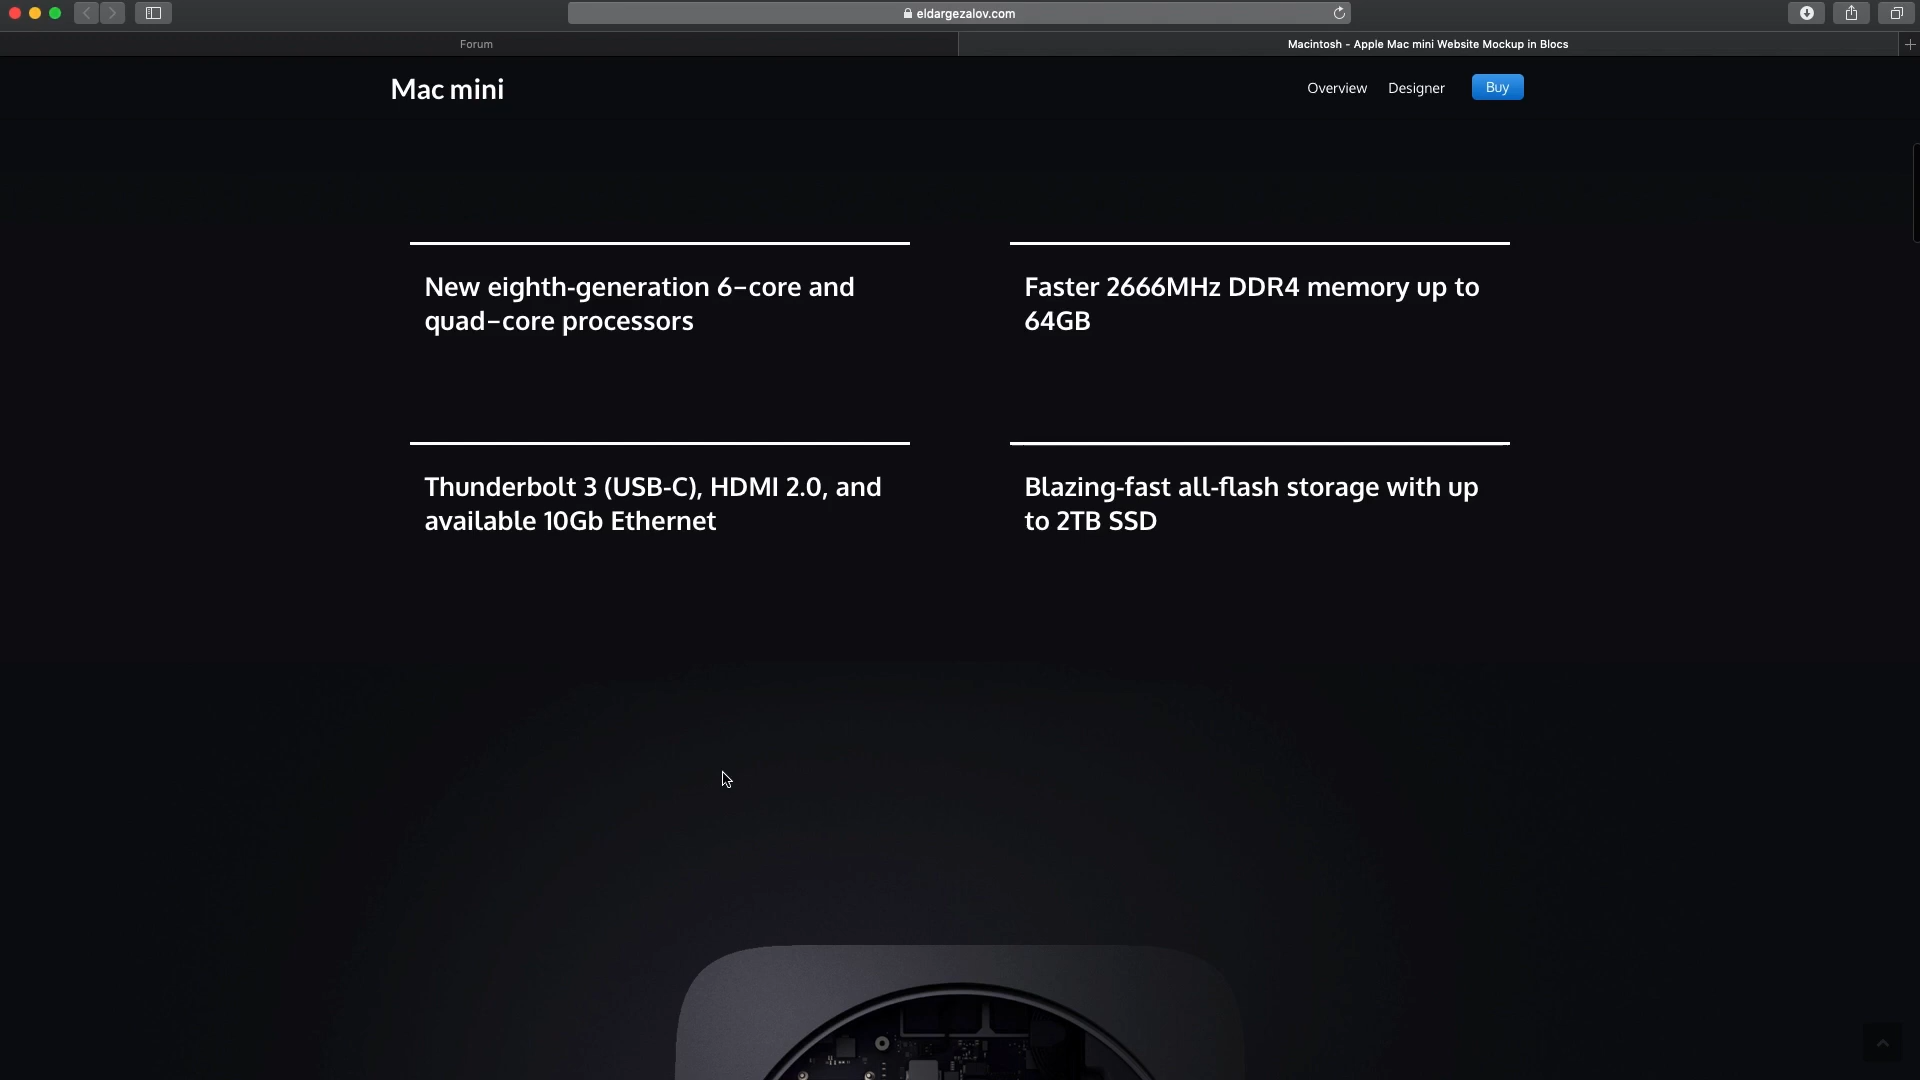 eldargezalov.com
Forum
Macintosh - Apple Mac mini Website Mockup in Blocs
Mac mini
Overview
Designer
Buy
New eighth-generation 6–core and
quad–core processors
Faster 2666MHz DDR4 memory up to
64GB
Thunderbolt 3 (USB-C), HDMI 2.0, and
available 10Gb Ethernet
Blazing-fast all-flash storage with up
to 2TB SSD